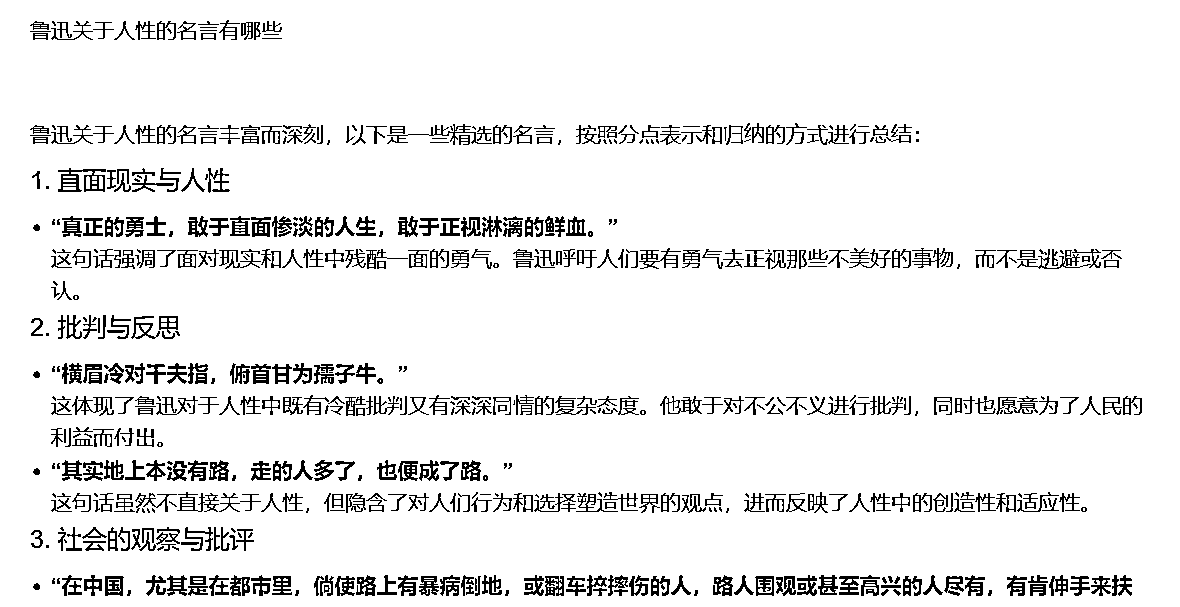 鲁迅关于人性的名言有哪些
鲁迅关于人性的名言丰富而深刻，以下是一些精选的名言，按照分点表示和归纳的方式进行总结：
1. 直面现实与人性
• “真正的勇士，敢于直面惨淡的人生，敢于正视淋漓的鲜血。”
这句话强调了面对现实和人性中残酷一面的勇气。鲁迅呼吁人们要有勇气去正视那些不美好的事物，而不是逃避或否
认。
2. 批判与反思
• “横眉冷对千夫指，俯首甘为孺子牛。”
这体现了鲁迅对于人性中既有冷酷批判又有深深同情的复杂态度。他敢于对不公不义进行批判，同时也愿意为了人民的
利益而付出。
• “其实地上本没有路，走的人多了，也便成了路。”
这句话虽然不直接关于人性，但隐含了对人们行为和选择塑造世界的观点，进而反映了人性中的创造性和适应性。
3. 社会的观察与批评
• “在中国，尤其是在都市里，倘使路上有暴病倒地，或翻车摔摔伤的人，路人围观或甚至高兴的人尽有，有肯伸手来扶